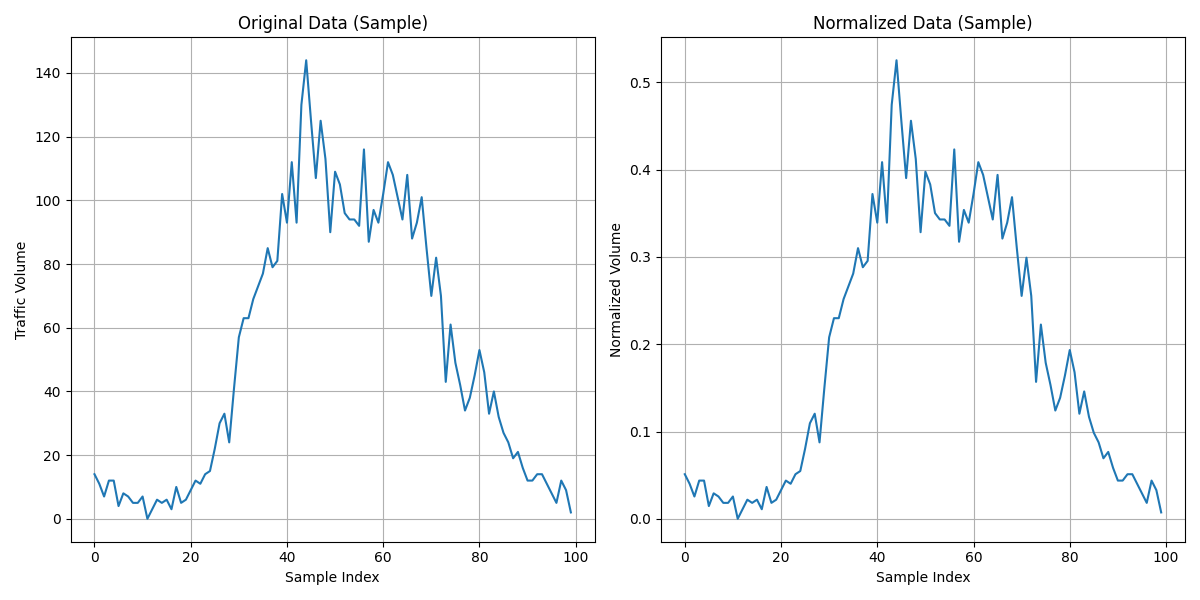 Original Data (Sample)
Traffic Volume
140
120
100
80
60
40
20
0
0 20 40 60 80 100
Sample Index
Normalized Data (Sample)
Normalized Volume
0.5
0.4
0.3
0.2
0.1
0.0
0 20 40 60 80 100
Sample Index